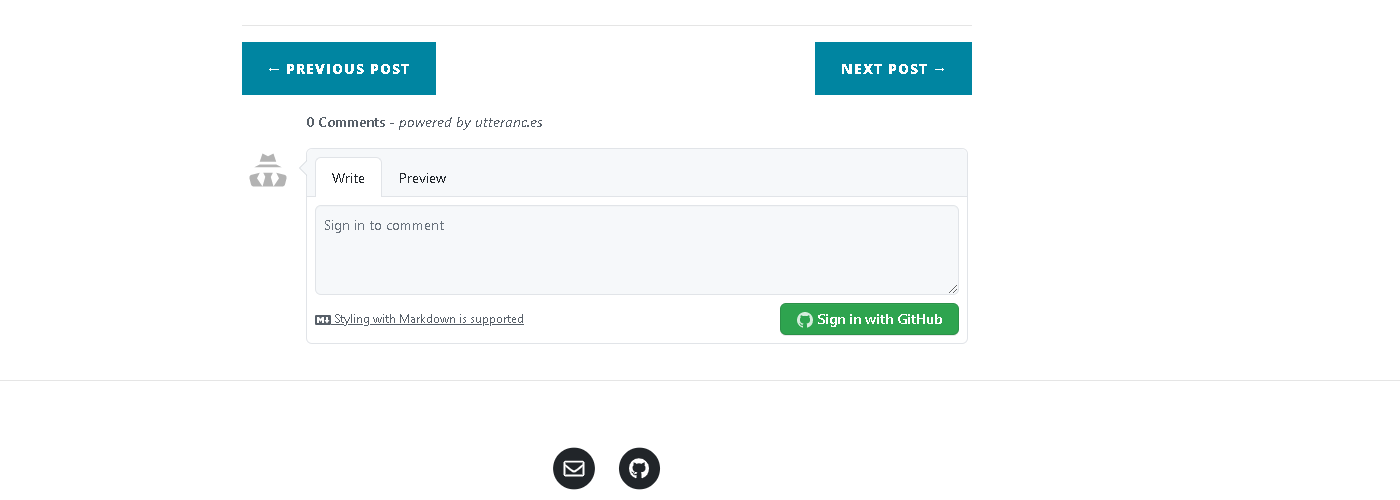 ← PREVIOUS POST
NEXT POST →
0 Comments - powered by utteranc.es
Write
Preview
Sign in to comment
Styling with Markdown is supported
Sign in with GitHub